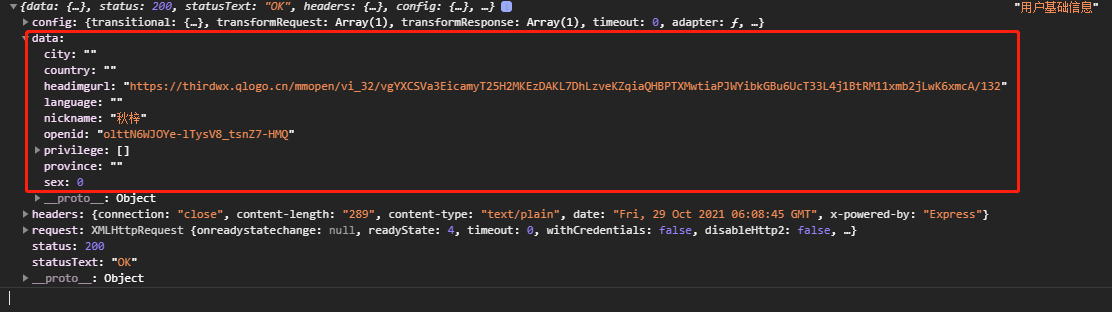 {data: {…}, status: 200, statusText: "OK", headers: {…}, config: {…}, …} i "用户基础信息"
config: {transitional: {…}, transformRequest: Array(1), transformResponse: Array(1), timeout: 0, adapter: ƒ, …}
data:
city: ""
country: ""
headimgurl: "https://thirdwx.qlogo.cn/mmopen/vi_32/vgYXCSVa3EicamyT25H2MKEzDAKL7DhLzveKZqiaQHBPTXMwtiaPJWYibkGBu6UcT33L4j1BtRM11xmb2jLwK6xmcA/132"
language: ""
nickname: "秋梓"
openid: "olttN6WJOYe-lTysV8_tsnZ7-HMQ"
privilege: []
province: ""
sex: 0
__proto__: Object
headers: {connection: "close", content-length: "289", content-type: "text/plain", date: "Fri, 29 Oct 2021 06:08:45 GMT", x-powered-by: "Express"}
request: XMLHttpRequest {onreadystatechange: null, readyState: 4, timeout: 0, withCredentials: false, disableHttp2: false, …}
status: 200
statusText: "OK"
__proto__: Object